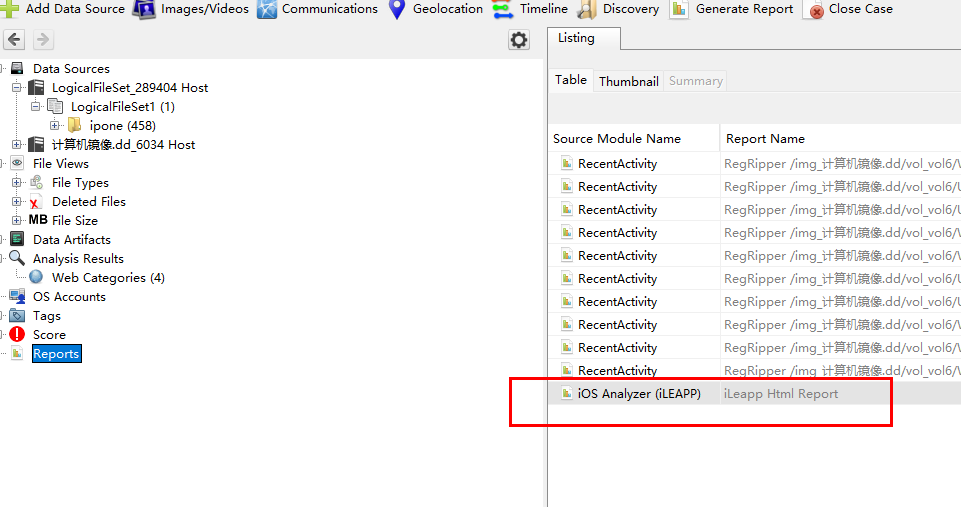 Add Data Source Images/Videos Communications Geolocation Timeline Discovery Generate Report Close Case
Listing
Data Sources
LogicalFileSet_289404 Host
LogicalFileSet1 (1)
ipone (458)
计算机镜像.dd_6034 Host
File Views
File Types
Deleted Files
MB File Size
Data Artifacts
Analysis Results
Web Categories (4)
OS Accounts
Tags
Score
Reports
Table Thumbnail Summary
Source Module Name Report Name
RecentActivity RegRipper /img_计算机镜像.dd/vol_vol6/W
RecentActivity RegRipper /img_计算机镜像.dd/vol_vol6/U
RecentActivity RegRipper /img_计算机镜像.dd/vol_vol6/U
RecentActivity RegRipper /img_计算机镜像.dd/vol_vol6/W
RecentActivity RegRipper /img_计算机镜像.dd/vol_vol6/U
RecentActivity RegRipper /img_计算机镜像.dd/vol_vol6/W
RecentActivity RegRipper /img_计算机镜像.dd/vol_vol6/U
RecentActivity RegRipper /img_计算机镜像.dd/vol_vol6/W
RecentActivity RegRipper /img_计算机镜像.dd/vol_vol6/W
RecentActivity RegRipper /img_计算机镜像.dd/vol_vol6/W
iOS Analyzer (iLEAPP) iLeapp Html Report